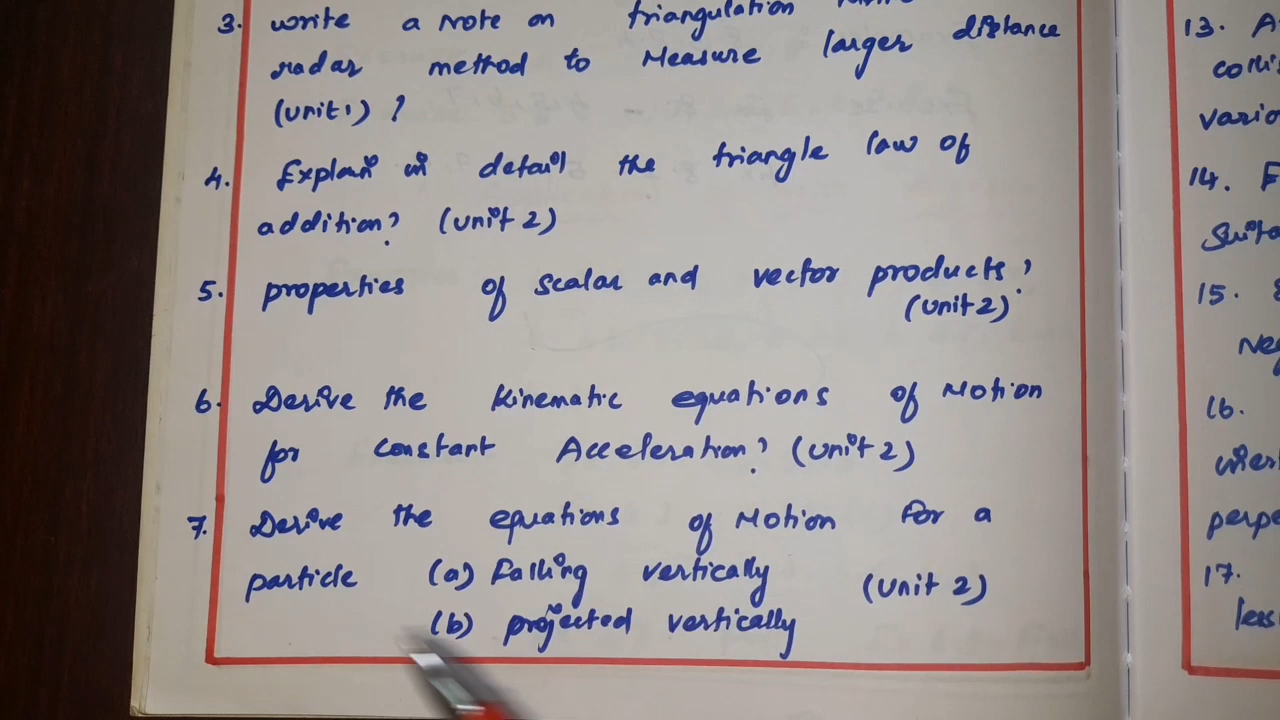 3. write a Note on triangulation
radar method to Measure larger distance
(unit 1) ?
4. Explain in detail the triangle law of
addition? (unit 2)
5. properties of scalar and vector products?
(unit 2)
6. Derive the kinematic equations of Motion
for constant Acceleration? (unit 2)
7. Derive the equations of Motion for a
particle (a) Falling vertically (unit 2)
(b) projected vertically
13. A
14. E
15.
16.
17.
less